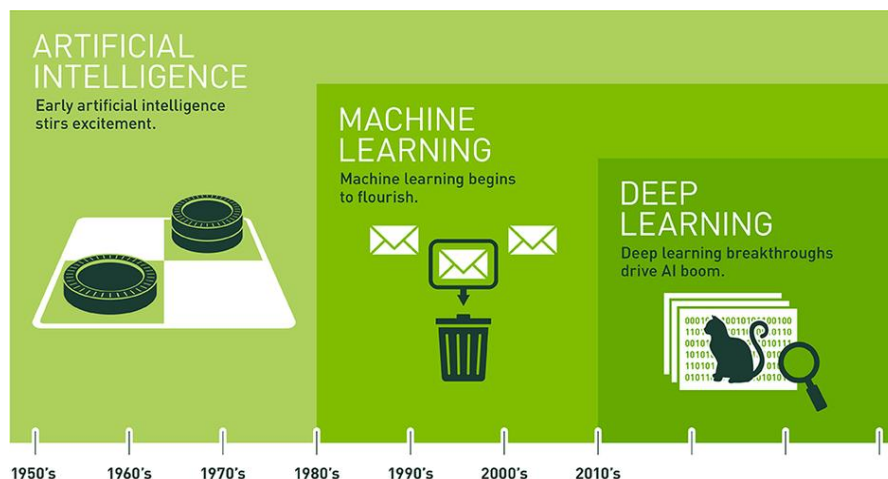 ARTIFICIAL
INTELLIGENCE
Early artificial intelligence
stirs excitement.
MACHINE
LEARNING
Machine learning begins
to flourish.
DEEP
LEARNING
Deep learning breakthroughs
drive AI boom.
1950's
1960's
1970's
1980's
1990's
2000's
2010's